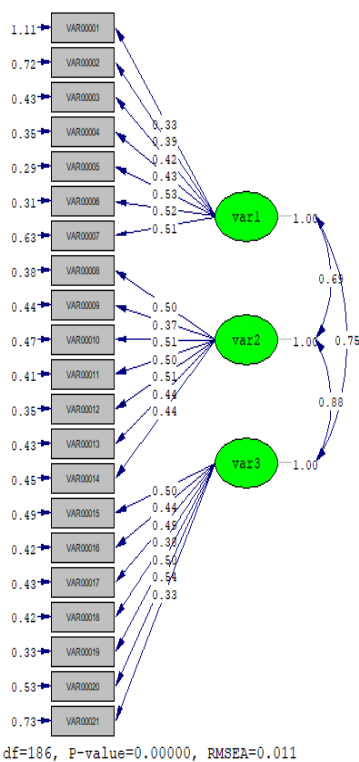 1.11 VAR00001
0.72 VAR00002
0.43 VAR00003
0.35 VAR00004
0.29 VAR00005
0.31 VAR00006
0.63 VAR00007
0.38 VAR00008
0.44 VAR00009
0.47 VAR00010
0.41 VAR00011
0.35 VAR00012
0.43 VAR00013
0.45 VAR00014
0.49 VAR00015
0.42 VAR00016
0.43 VAR00017
0.42 VAR00018
0.33 VAR00019
0.53 VAR00020
0.73 VAR00021
0.33
0.39
0.42
0.43
0.53
0.52
0.51
0.50
0.37
0.51
0.50
0.51
0.44
0.44
0.50
0.44
0.49
0.38
0.50
0.54
0.33
var1 1.00
var2 1.00
var3 1.00
0.69
0.75
0.88
df=186, P-value=0.00000, RMSEA=0.011